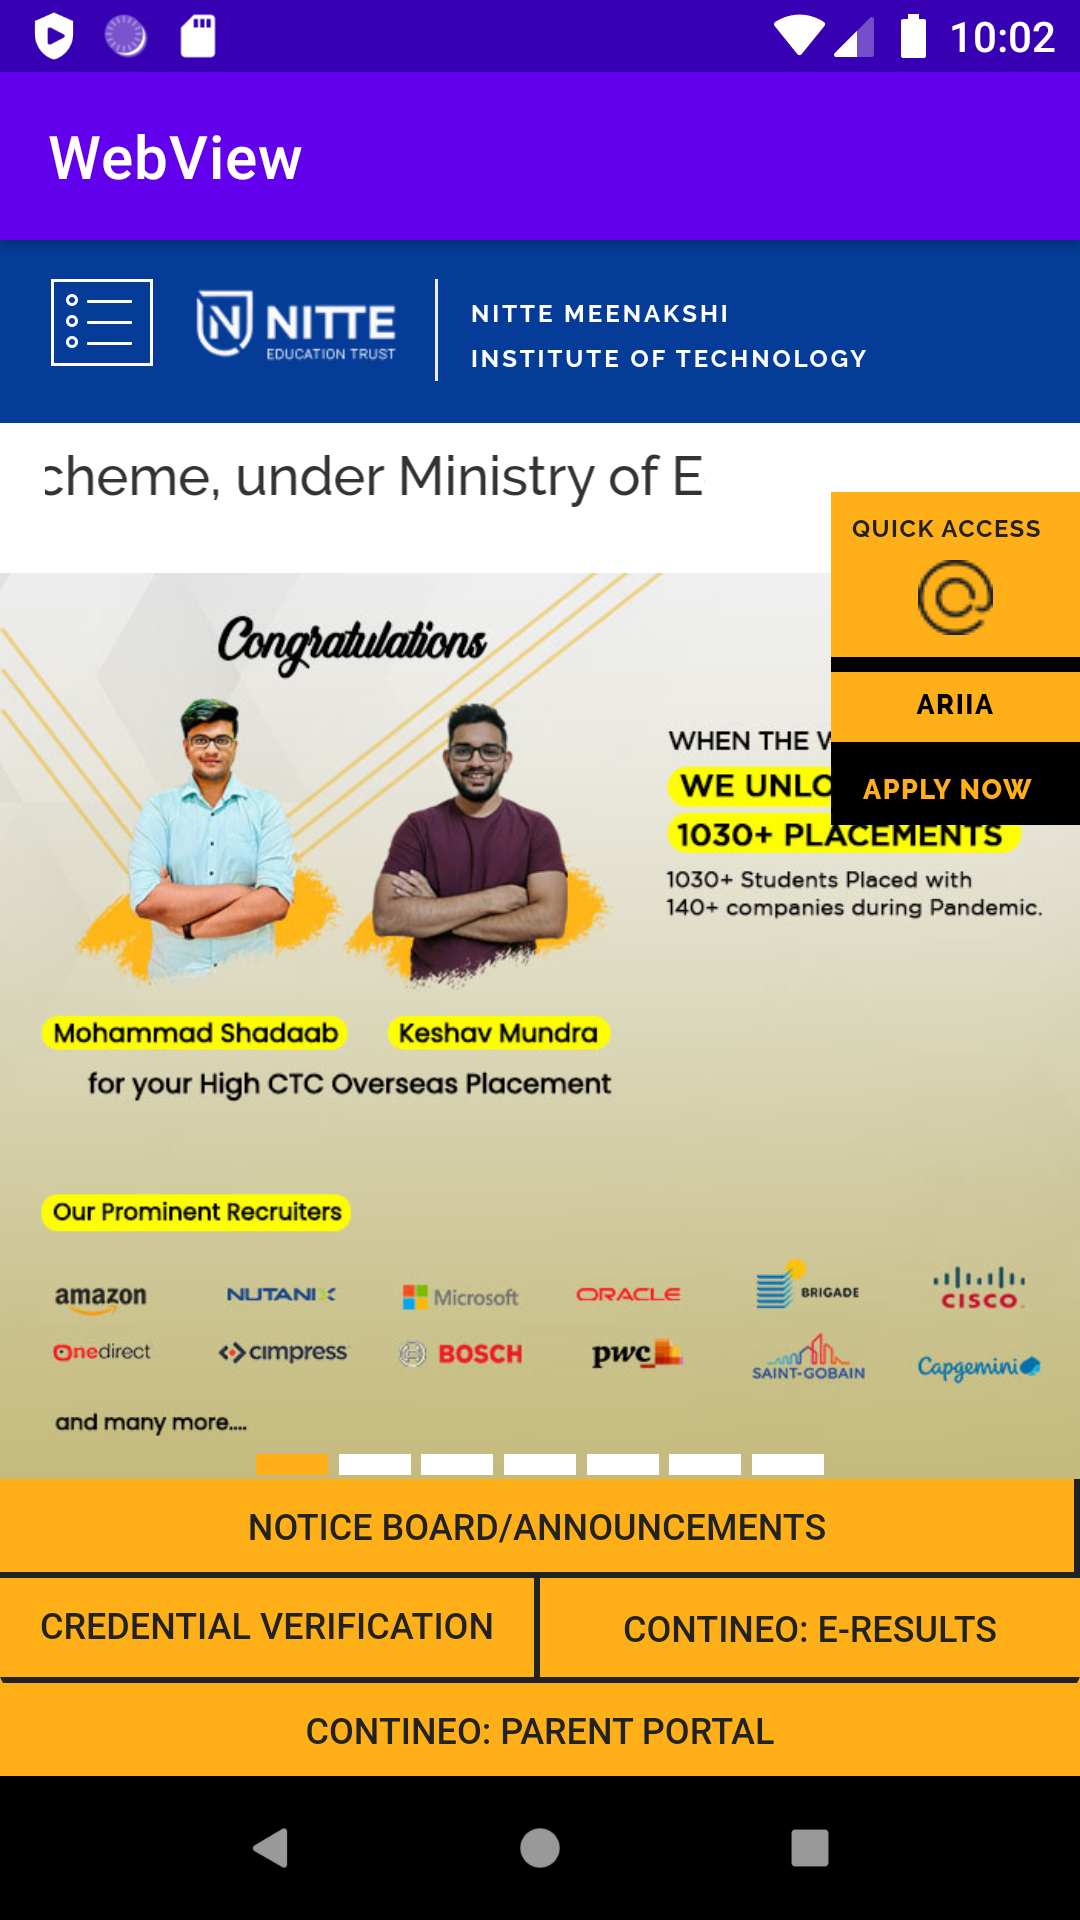 10:02
WebView
NITTE
EDUCATION TRUST
NITTE MEENAKSHI
INSTITUTE OF TECHNOLOGY
cheme, under Ministry of E
QUICK ACCESS
ARIIA
APPLY NOW
Congratulations
WHEN THE
WE UNLO
1030+ PLACEMENTS
1030+ Students Placed with
140+ companies during Pandemic.
Mohammad Shadaab
Keshav Mundra
for your High CTC Overseas Placement
Our Prominent Recruiters
amazon
NUTANIX
Microsoft
ORACLE
BRIGADE
CISCO
Onedirect
cimpress
BOSCH
pwc
SAINT-GOBAIN
Capgemini
and many more....
NOTICE BOARD/ANNOUNCEMENTS
CREDENTIAL VERIFICATION
CONTINEO: E-RESULTS
CONTINEO: PARENT PORTAL